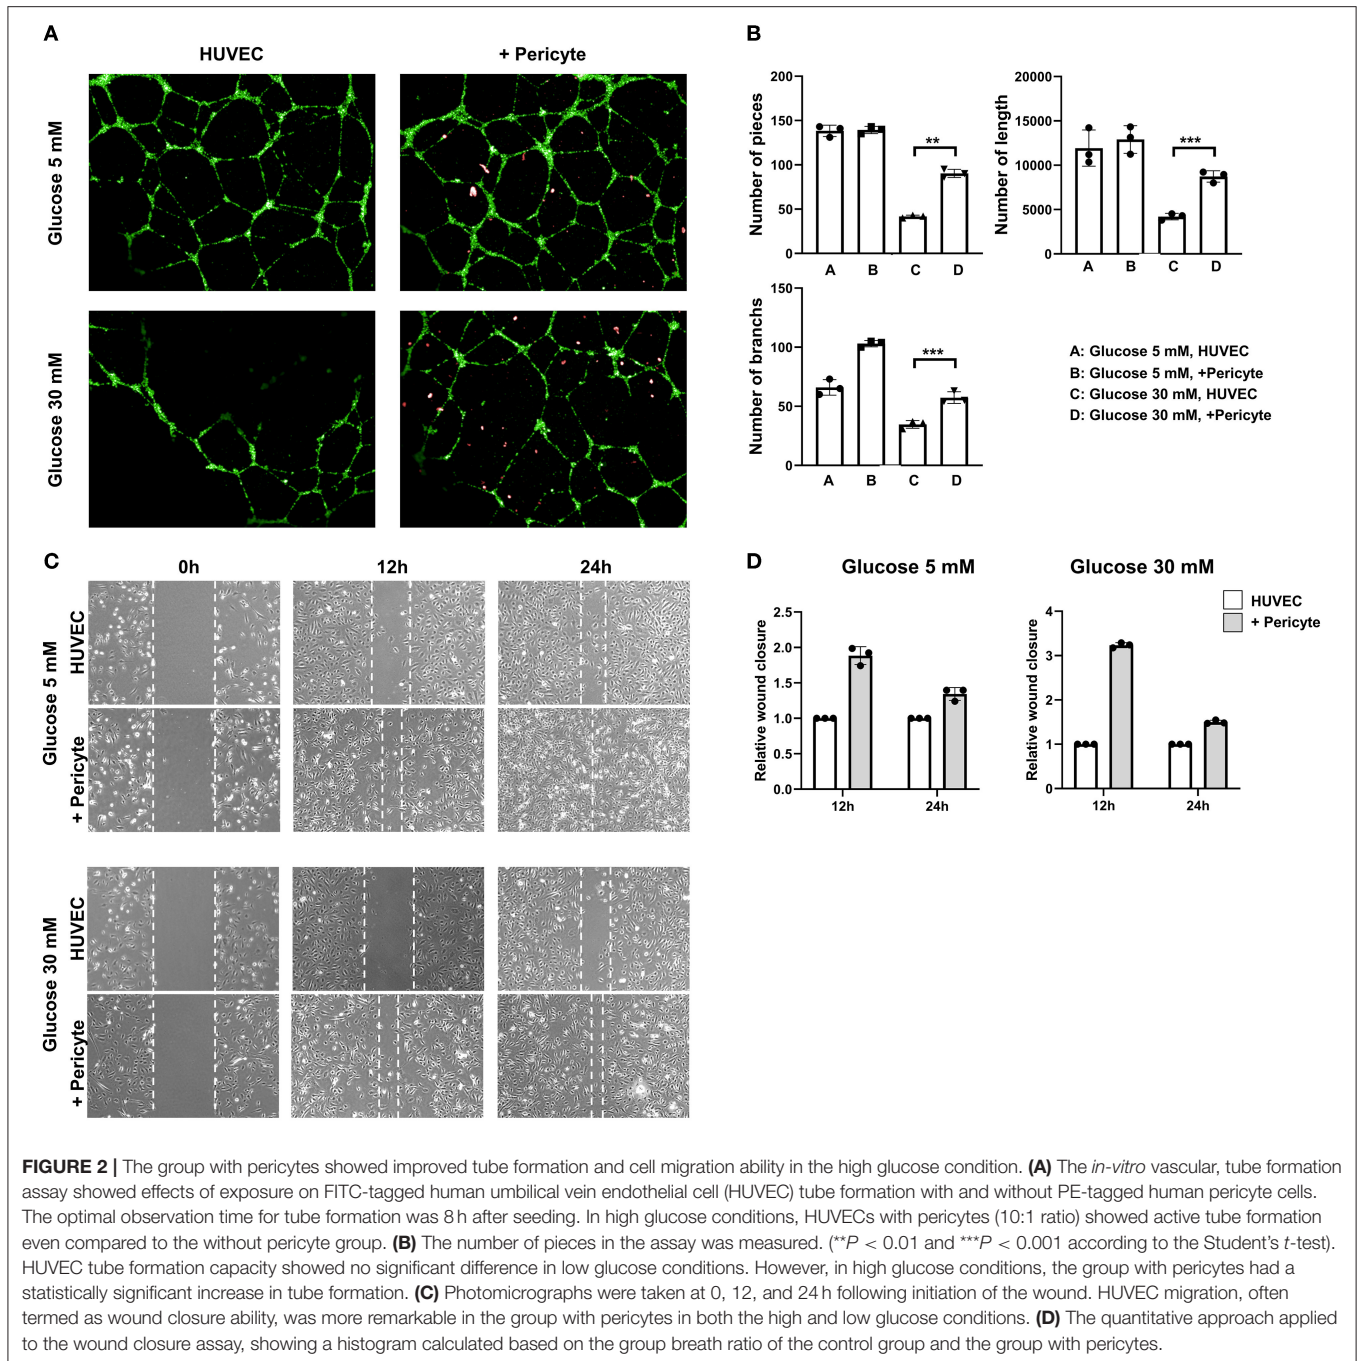 A
HUVEC
+ Pericyte
Glucose 5 mM
Glucose 30 mM
B
Number of pieces
200
150
100
50
0
A B C D
**
Number of length
20000
15000
10000
5000
0
A B C D
***
Number of branchs
150
100
50
0
A B C D
***
A: Glucose 5 mM, HUVEC
B: Glucose 5 mM, +Pericyte
C: Glucose 30 mM, HUVEC
D: Glucose 30 mM, +Pericyte
C
0h
12h
24h
Glucose 5 mM
HUVEC
+ Pericyte
Glucose 30 mM
HUVEC
+ Pericyte
D
Glucose 5 mM
Relative wound closure
2.5
2.0
1.5
1.0
0.5
0.0
12h 24h
Glucose 30 mM
Relative wound closure
4
3
2
1
0
12h 24h
HUVEC
+ Pericyte
FIGURE 2 | The group with pericytes showed improved tube formation and cell migration ability in the high glucose condition. (A) The in-vitro vascular, tube formation
assay showed effects of exposure on FITC-tagged human umbilical vein endothelial cell (HUVEC) tube formation with and without PE-tagged human pericyte cells.
The optimal observation time for tube formation was 8 h after seeding. In high glucose conditions, HUVECs with pericytes (10:1 ratio) showed active tube formation
even compared to the without pericyte group. (B) The number of pieces in the assay was measured. (**P < 0.01 and ***P < 0.001 according to the Student's t-test).
HUVEC tube formation capacity showed no significant difference in low glucose conditions. However, in high glucose conditions, the group with pericytes had a
statistically significant increase in tube formation. (C) Photomicrographs were taken at 0, 12, and 24 h following initiation of the wound. HUVEC migration, often
termed as wound closure ability, was more remarkable in the group with pericytes in both the high and low glucose conditions. (D) The quantitative approach applied
to the wound closure assay, showing a histogram calculated based on the group breath ratio of the control group and the group with pericytes.